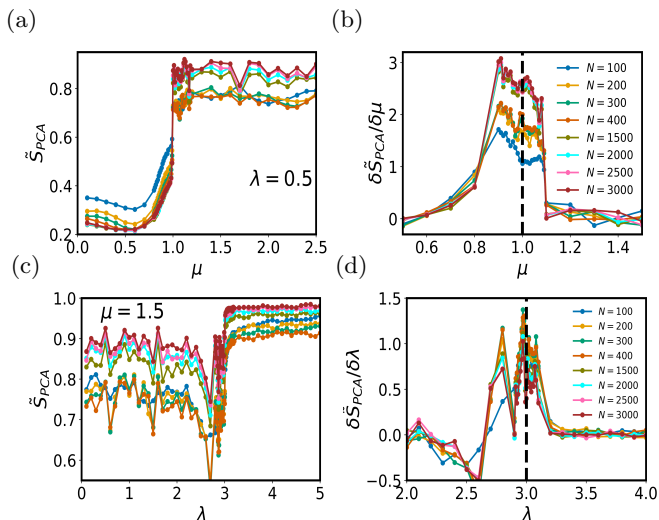 (a)
0.8
0.6
0.4
0.2
S̃PCA
λ = 0.5
0.0 0.5 1.0 1.5 2.0 2.5
μ
(b)
3
2
1
0
δS̃PCA/δμ
N = 100
N = 200
N = 300
N = 400
N = 1500
N = 2000
N = 2500
N = 3000
0.6 0.8 1.0 1.2 1.4
μ
(c)
1.0
0.9
0.8
0.7
0.6
S̃PCA
μ = 1.5
0 1 2 3 4 5
λ
(d)
1.5
1.0
0.5
0.0
−0.5
δS̃PCA/δλ
N = 100
N = 200
N = 300
N = 400
N = 1500
N = 2000
N = 2500
N = 3000
2.0 2.5 3.0 3.5 4.0
λ